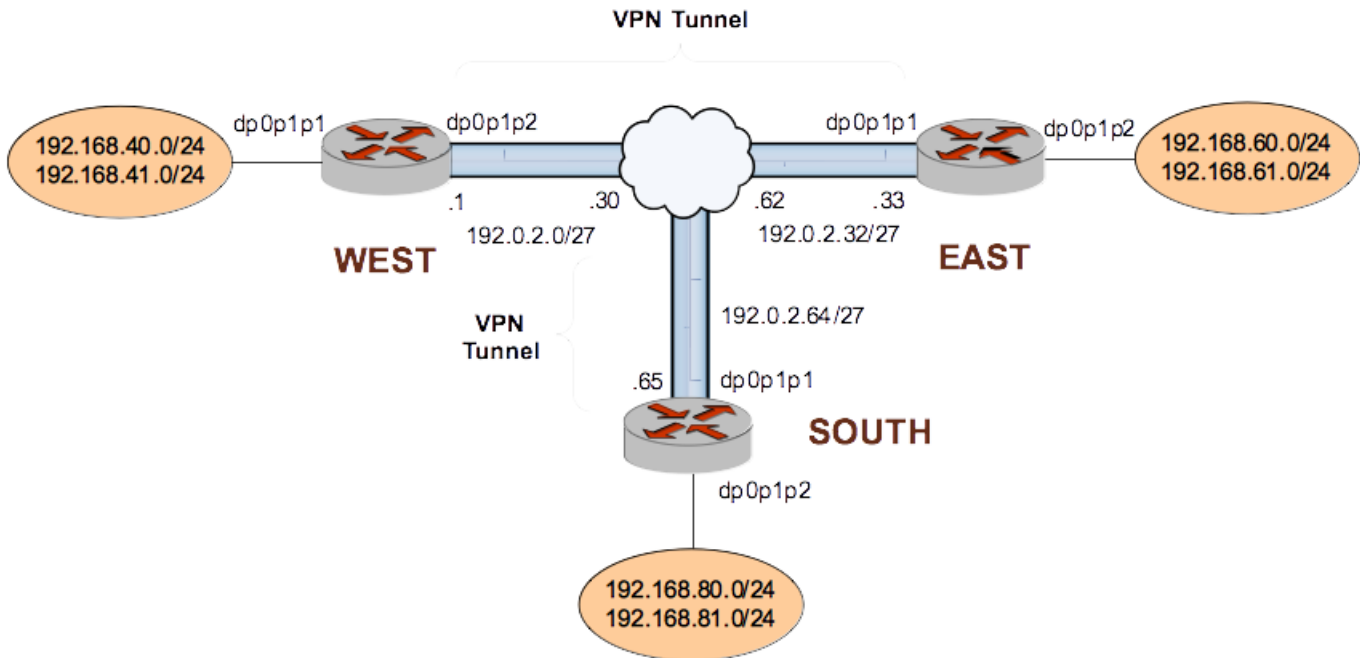 VPN Tunnel
dp0p1p1
dp0p1p2
dp0p1p1
dp0p1p2
192.168.40.0/24
192.168.41.0/24
192.168.60.0/24
192.168.61.0/24
.1
.30
.62
.33
192.0.2.0/27
192.0.2.32/27
WEST
EAST
192.0.2.64/27
VPN
Tunnel
.65
dp0p1p1
SOUTH
dp0p1p2
192.168.80.0/24
192.168.81.0/24